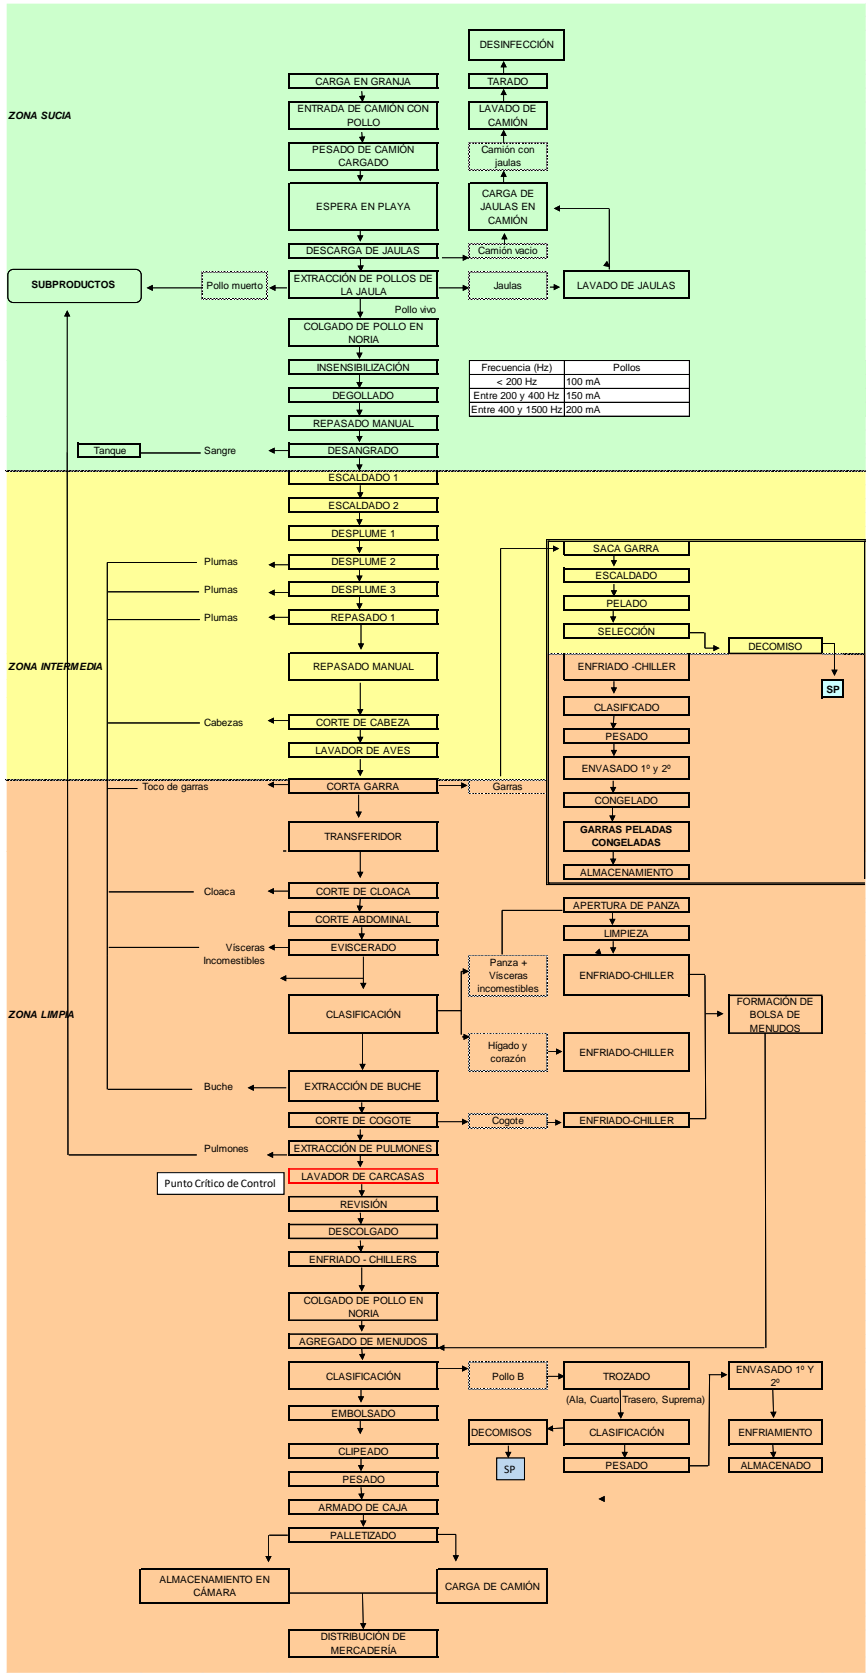 DESINFECCIÓN
CARGA EN GRANJA
TARADO
ZONA SUCIA
ENTRADA DE CAMIÓN CON
POLLO
LAVADO DE
CAMIÓN
PESADO DE CAMIÓN
CARGADO
Camión con
jaulas
ESPERA EN PLAYA
CARGA DE
JAULAS EN
CAMIÓN
DESCARGA DE JAULAS
Camión vacio
SUBPRODUCTOS
Pollo muerto
EXTRACCIÓN DE POLLOS DE
LA JAULA
Jaulas
LAVADO DE JAULAS
Pollo vivo
COLGADO DE POLLO EN
NORIA
INSENSIBILIZACIÓN
Frecuencia (Hz) Pollos
< 200 Hz 100 mA
Entre 200 y 400 Hz 150 mA
Entre 400 y 1500 Hz 200 mA
DEGOLLADO
REPASADO MANUAL
Tanque
Sangre
DESANGRADO
ESCALDADO 1
ESCALDADO 2
DESPLUME 1
SACA GARRA
Plumas
DESPLUME 2
ESCALDADO
Plumas
DESPLUME 3
PELADO
Plumas
REPASADO 1
SELECCIÓN
DECOMISO
ZONA INTERMEDIA
REPASADO MANUAL
ENFRIADO -CHILLER
SP
CLASIFICADO
Cabezas
CORTE DE CABEZA
PESADO
LAVADOR DE AVES
ENVASADO 1º y 2º
Toco de garras
CORTA GARRA
Garras
CONGELADO
TRANSFERIDOR
GARRAS PELADAS
CONGELADAS
ALMACENAMIENTO
Cloaca
CORTE DE CLOACA
APERTURA DE PANZA
CORTE ABDOMINAL
LIMPIEZA
Vísceras
Incomestibles
EVISCERADO
Panza +
Vísceras
incomestibles
ENFRIADO-CHILLER
ZONA LIMPIA
CLASIFICACIÓN
FORMACIÓN DE
BOLSA DE
MENUDOS
Hígado y
corazón
ENFRIADO-CHILLER
Buche
EXTRACCIÓN DE BUCHE
CORTE DE COGOTE
Cogote
ENFRIADO-CHILLER
Pulmones
EXTRACCIÓN DE PULMONES
Punto Crítico de Control
LAVADOR DE CARCASAS
REVISIÓN
DESCOLGADO
ENFRIADO - CHILLERS
COLGADO DE POLLO EN
NORIA
AGREGADO DE MENUDOS
CLASIFICACIÓN
Pollo B
TROZADO
ENVASADO 1º Y
2º
(Ala, Cuarto Trasero, Suprema)
EMBOLSADO
DECOMISOS
CLASIFICACIÓN
ENFRIAMIENTO
CLIPEADO
SP
PESADO
ALMACENADO
PESADO
ARMADO DE CAJA
PALLETIZADO
ALMACENAMIENTO EN
CÁMARA
CARGA DE CAMIÓN
DISTRIBUCIÓN DE
MERCADERÍA